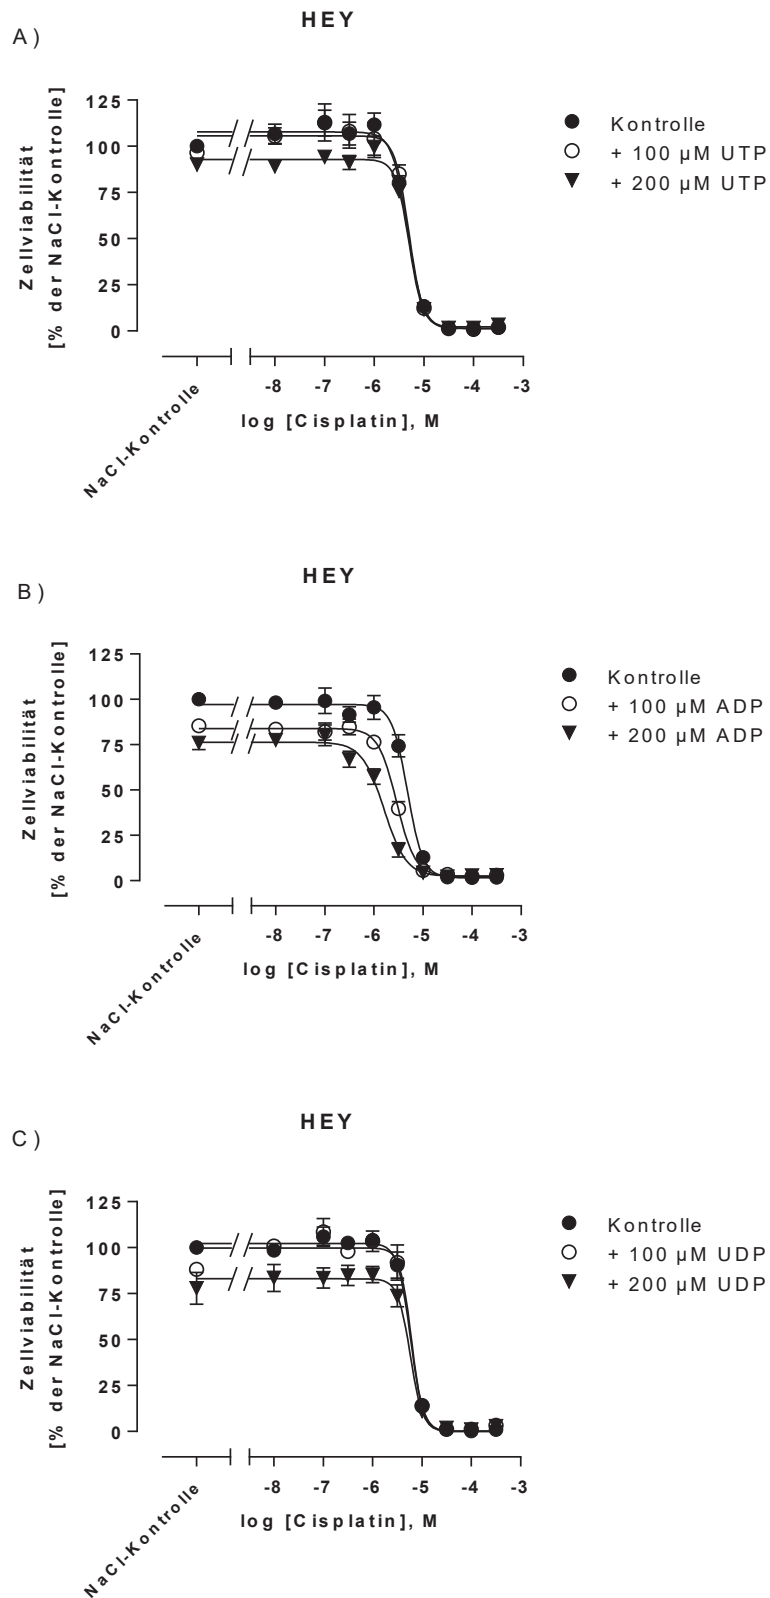 HEY
A)
Zellviabilität
[% der NaCl-Kontrolle]
125
100
75
50
25
0
Kontrolle
+ 100 µM UTP
+ 200 µM UTP
-8 -7 -6 -5 -4 -3
NaCl-Kontrolle
log [Cisplatin], M
HEY
B)
Zellviabilität
[% der NaCl-Kontrolle]
125
100
75
50
25
0
Kontrolle
+ 100 µM ADP
+ 200 µM ADP
-8 -7 -6 -5 -4 -3
NaCl-Kontrolle
log [Cisplatin], M
HEY
C)
Zellviabilität
[% der NaCl-Kontrolle]
125
100
75
50
25
0
Kontrolle
+ 100 µM UDP
+ 200 µM UDP
-8 -7 -6 -5 -4 -3
NaCl-Kontrolle
log [Cisplatin], M